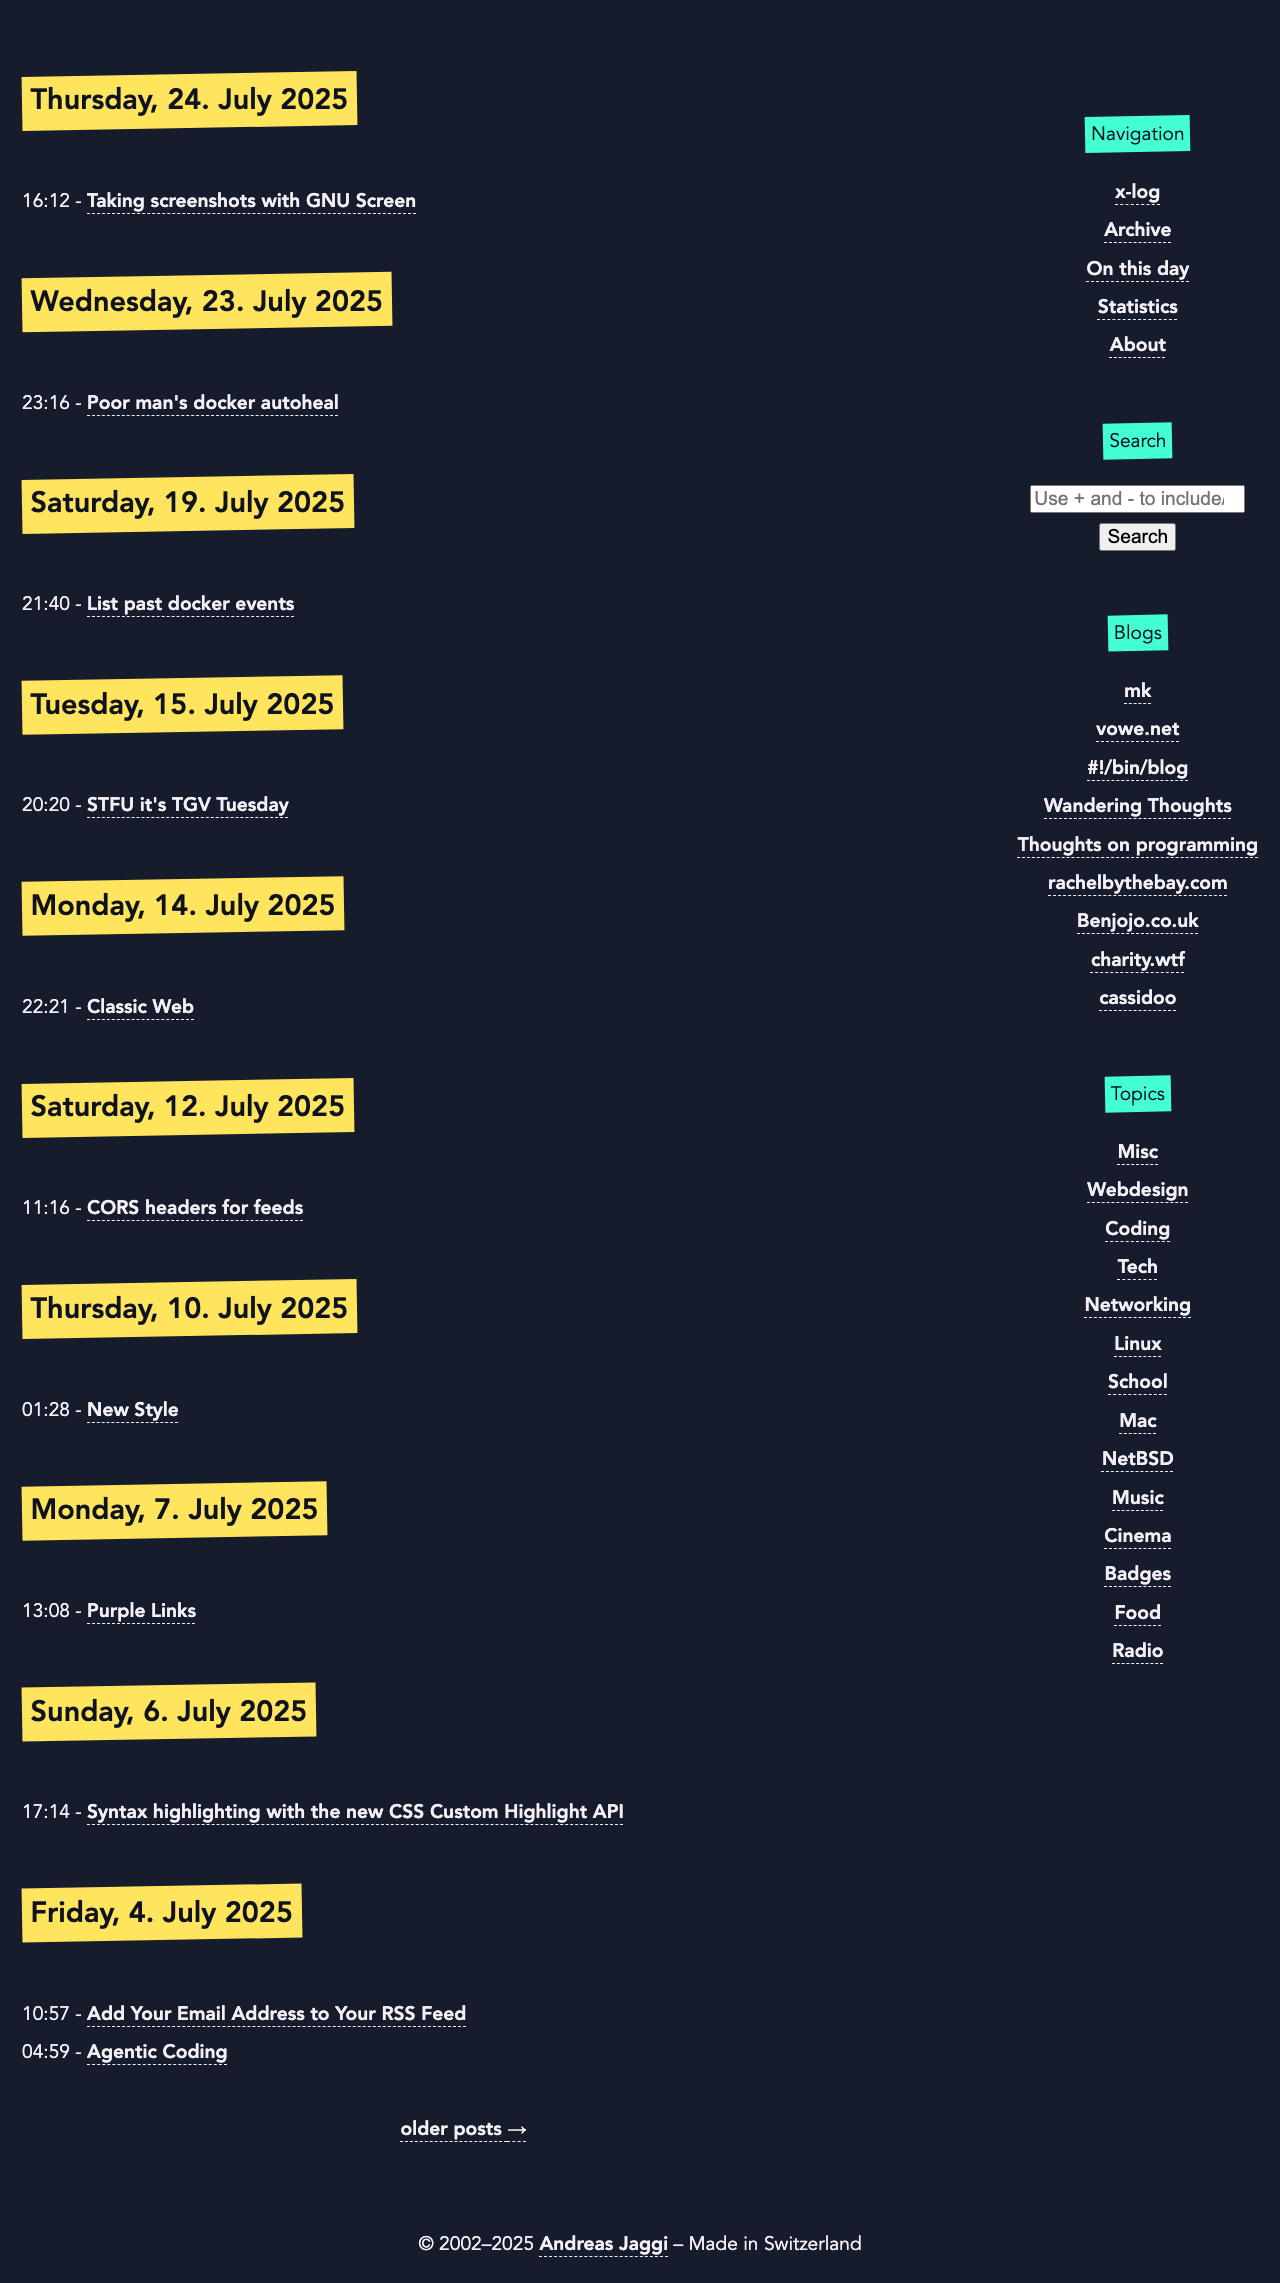 Thursday, 24. July 2025
16:12 - Taking screenshots with GNU Screen
Wednesday, 23. July 2025
23:16 - Poor man's docker autoheal
Saturday, 19. July 2025
21:40 - List past docker events
Tuesday, 15. July 2025
20:20 - STFU it's TGV Tuesday
Monday, 14. July 2025
22:21 - Classic Web
Saturday, 12. July 2025
11:16 - CORS headers for feeds
Thursday, 10. July 2025
01:28 - New Style
Monday, 7. July 2025
13:08 - Purple Links
Sunday, 6. July 2025
17:14 - Syntax highlighting with the new CSS Custom Highlight API
Friday, 4. July 2025
10:57 - Add Your Email Address to Your RSS Feed
04:59 - Agentic Coding
older posts →
Navigation
x-log
Archive
On this day
Statistics
About
Search
Use + and - to include/
Search
Blogs
mk
vowe.net
#!/bin/blog
Wandering Thoughts
Thoughts on programming
rachelbythebay.com
Benjojo.co.uk
charity.wtf
cassidoo
Topics
Misc
Webdesign
Coding
Tech
Networking
Linux
School
Mac
NetBSD
Music
Cinema
Badges
Food
Radio
© 2002–2025 Andreas Jaggi – Made in Switzerland